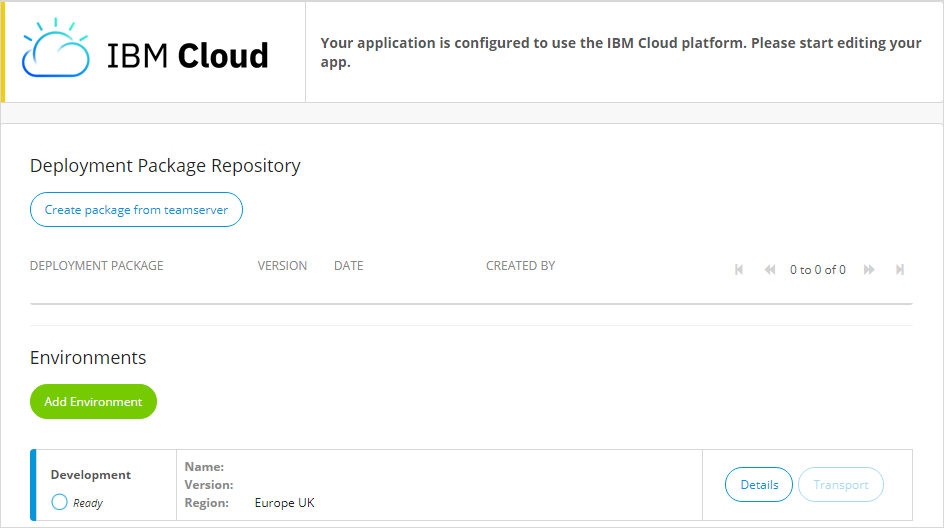 IBM Cloud
Your application is configured to use the IBM Cloud platform. Please start editing your
app.
Deployment Package Repository
Create package from teamserver
DEPLOYMENT PACKAGE VERSION DATE CREATED BY 0 to 0 of 0
Environments
Add Environment
Development
Ready
Name:
Version:
Region: Europe UK
Details Transport